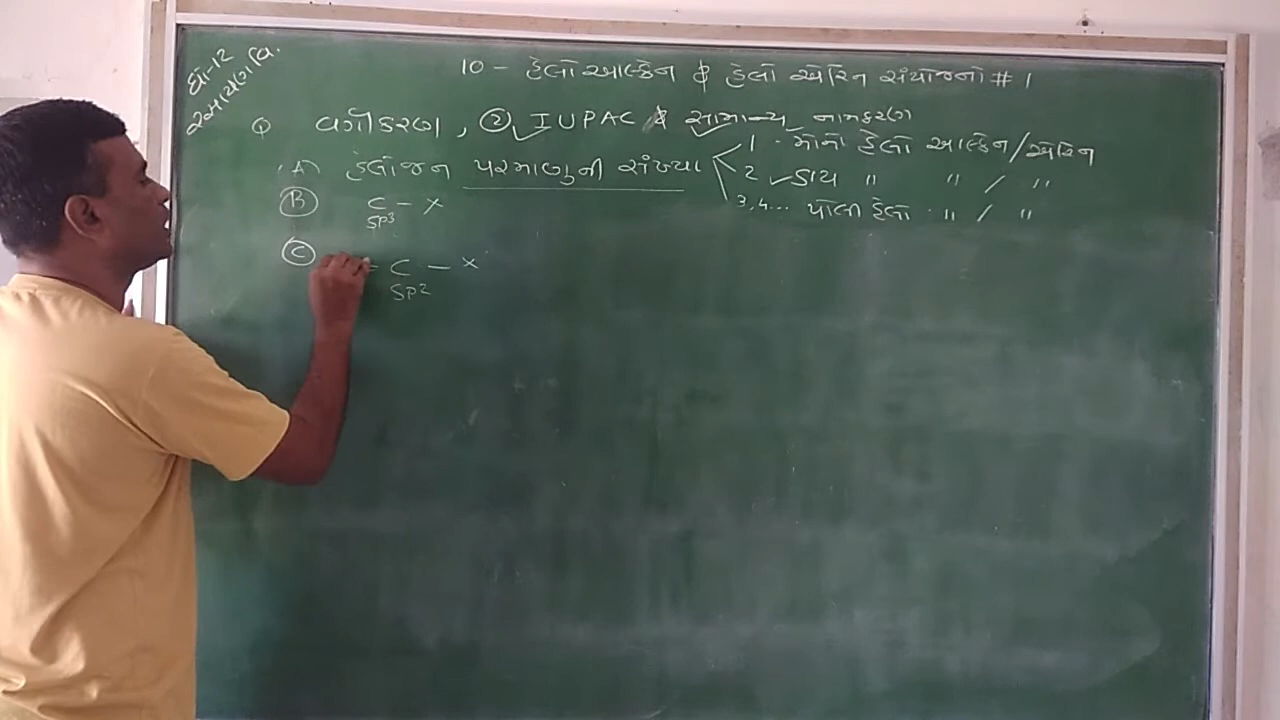 ધો-12
રસાયણ વિ.
10 - હેલો આલ્કેન & હેલો એરિન સંયોજનો # 1
Q વર્ગીકરણ , ② IUPAC & સામાન્ય નામકરણ
(A) હેલોજન પરમાણુની સંખ્યા
1 - મોનો હેલો આલ્કેન/એરિન
2 ડાય " " / "
3,4... પોલી હેલો " / "
Ⓑ C - X
SP3
Ⓒ - C - X
SP2